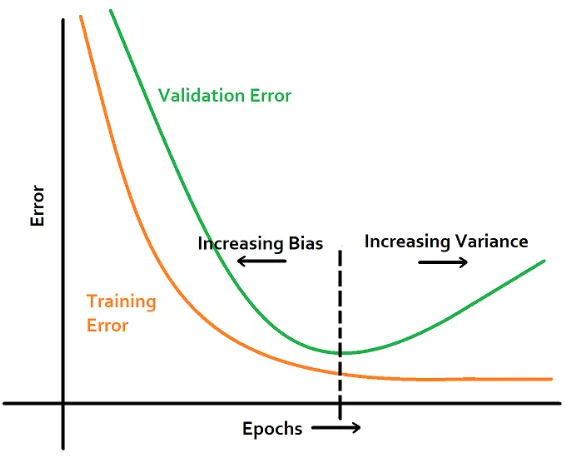 Validation Error
Error
Increasing Bias
Increasing Variance
Training
Error
Epochs